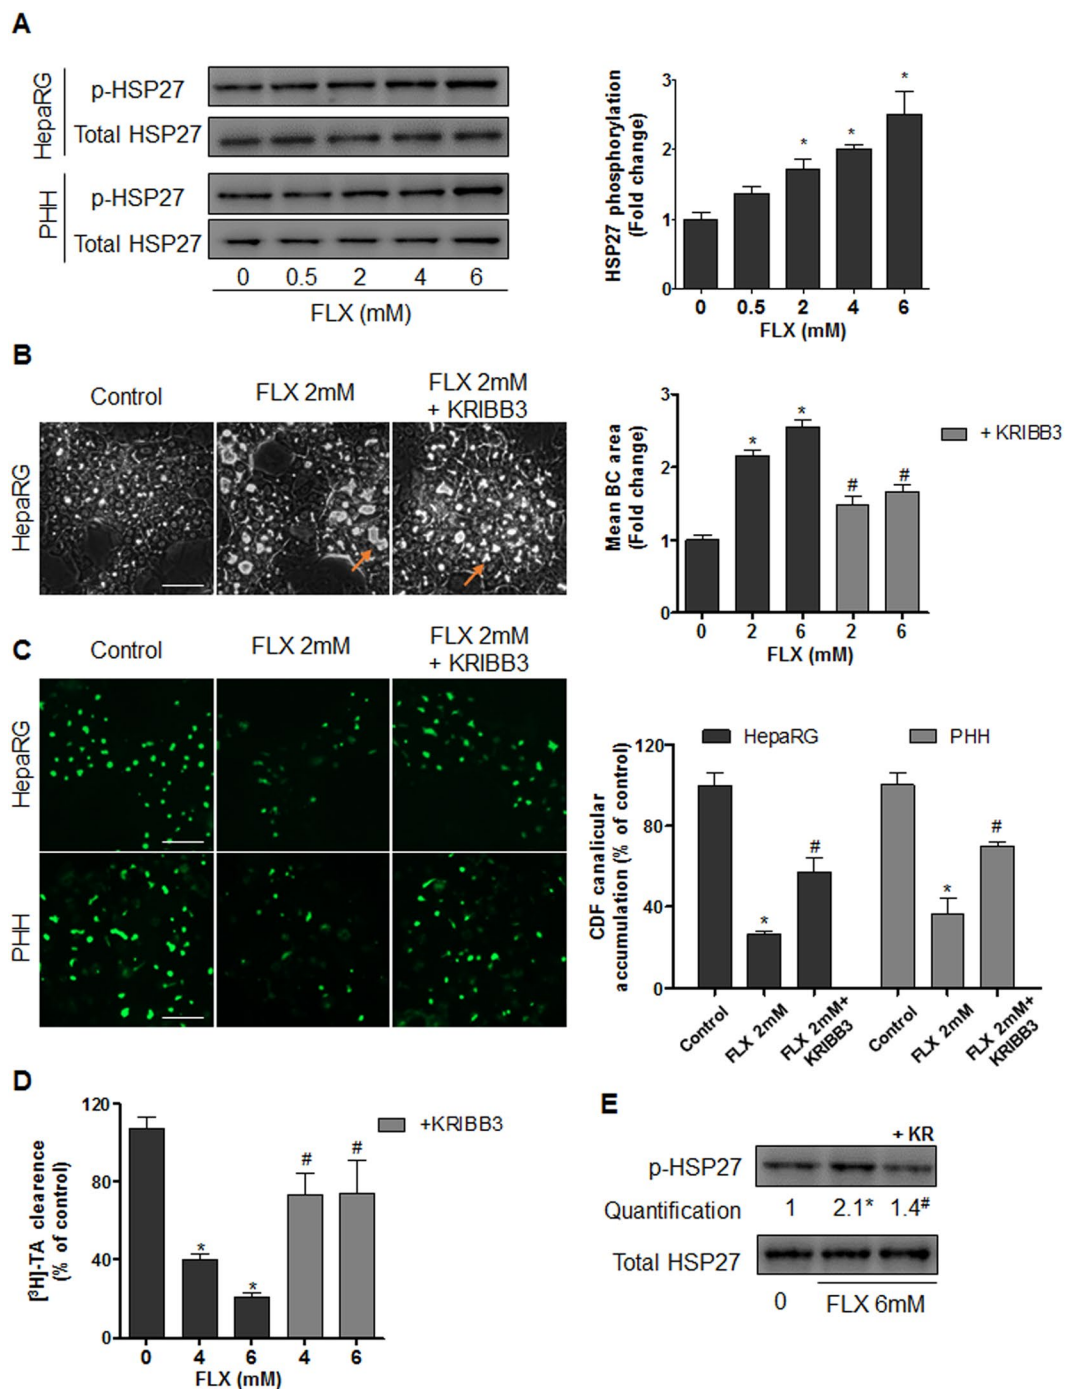 A
HepaRG
p-HSP27
Total HSP27
PHH
p-HSP27
Total HSP27
0 0.5 2 4 6
FLX (mM)
HSP27 phosphorylation
(Fold change)
3
2
1
0
* * *
0 0.5 2 4 6
FLX (mM)
B
Control
FLX 2mM
FLX 2mM
+ KRIBB3
HepaRG
Mean BC area
(Fold change)
3
2
1
0
* * # #
+ KRIBB3
0 2 6 2 6
FLX (mM)
C
Control
FLX 2mM
FLX 2mM
+ KRIBB3
HepaRG
PHH
HepaRG
PHH
CDF canalicular
accumulation (% of control)
120
80
40
0
* # * #
Control
FLX 2mM
FLX 2mM+
KRIBB3
Control
FLX 2mM
FLX 2mM+
KRIBB3
D
[³H]-TA clearence
(% of control)
120
80
40
0
* * # #
+KRIBB3
0 4 6 4 6
FLX (mM)
E
+ KR
p-HSP27
Quantification 1 2.1* 1.4#
Total HSP27
0 FLX 6mM